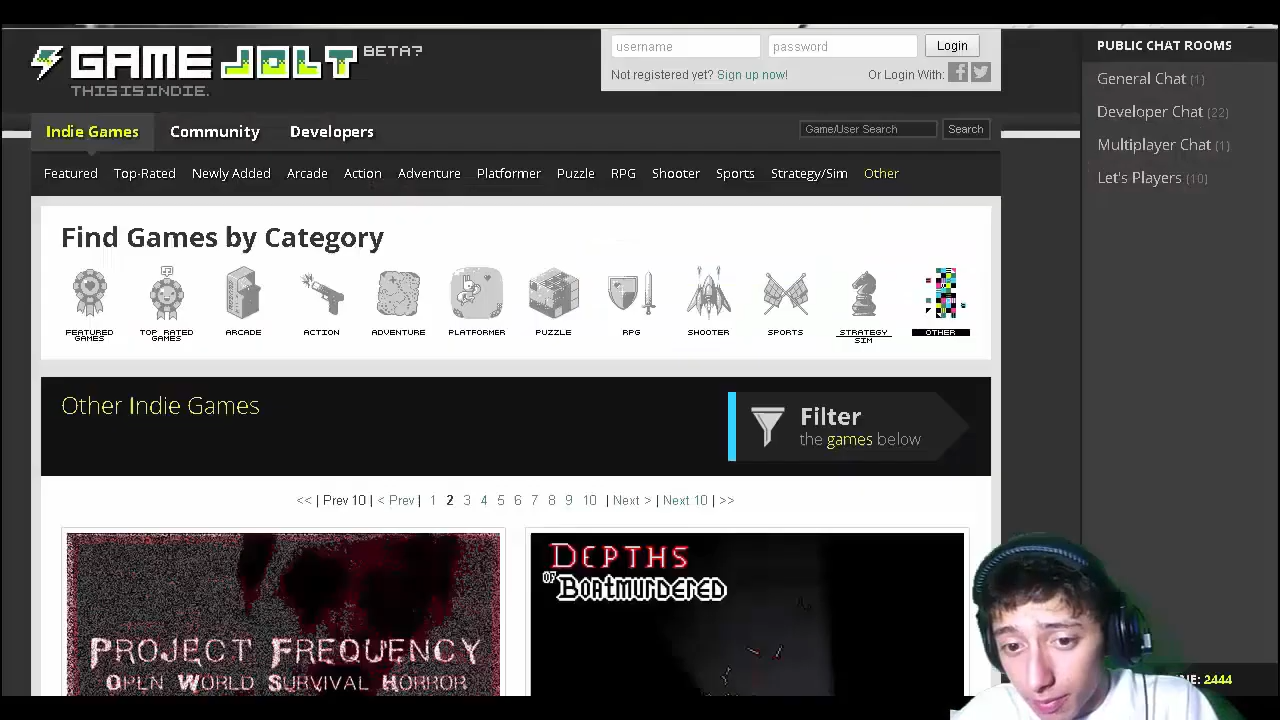 GAME JOLT BETA?
THIS IS INDIE.
username
password
Login
Not registered yet? Sign up now!
Or Login With:
PUBLIC CHAT ROOMS
General Chat (1)
Developer Chat (22)
Multiplayer Chat (1)
Let's Players (10)
Indie Games
Community
Developers
Game/User Search
Search
Featured
Top-Rated
Newly Added
Arcade
Action
Adventure
Platformer
Puzzle
RPG
Shooter
Sports
Strategy/Sim
Other
Find Games by Category
FEATURED
GAMES
TOP RATED
GAMES
ARCADE
ACTION
ADVENTURE
PLATFORMER
PUZZLE
RPG
SHOOTER
SPORTS
STRATEGY
SIM
OTHER
Other Indie Games
Filter
the games below
<< | Prev 10 | < Prev | 1 2 3 4 5 6 7 8 9 10 | Next > | Next 10 | >>
PROJECT FREQUENCY
OPEN WORLD SURVIVAL HORROR
DEPTHS
OF BOATMURDERED
2444